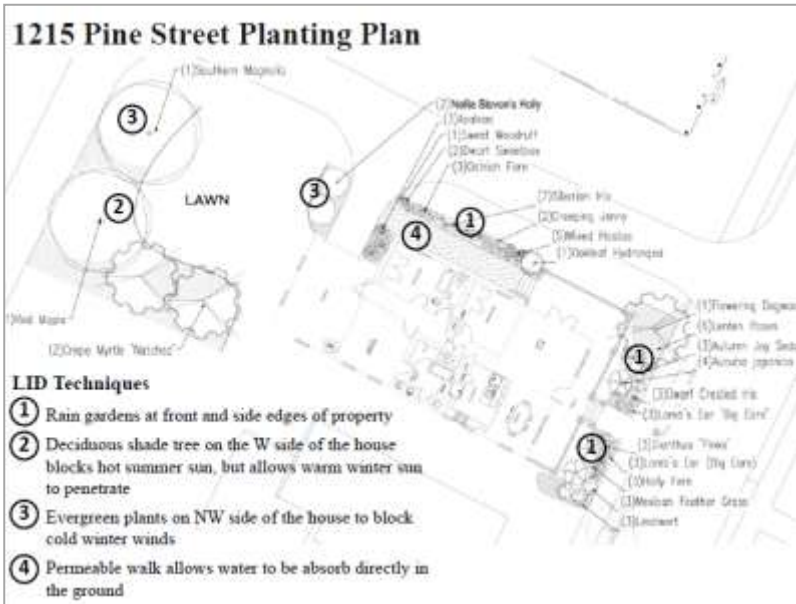 1215 Pine Street Planting Plan
(1)Southern Magnolia
3
2
LAWN
(2)Nellie Steven's Holly
(1)Sweet Woodruff
(2)Dwarf Sweetbox
(3)Ostrich Fern
3
4
1
(7)Siberian Iris
(2)Creeping Jenny
(5)Mixed Hostas
(1)Oakleaf Hydrangea
Red Maple
(2)Crepe Myrtle 'Natchez'
(1)Flowering Dogwood
Lenten Roses
(3)Autumn Joy Sedum
1
(3)Dwarf Crested Iris
(3)Lamb's Ear "Big Ears"
1
(3)Dianthus
(3)Lamb's Ear (Big Ears)
Holly Fern
(3)Mexican Feather Grass
LID Techniques
1 Rain gardens at front and side edges of property
2 Deciduous shade tree on the W side of the house
blocks hot summer sun, but allows warm winter sun
to penetrate
3 Evergreen plants on NW side of the house to block
cold winter winds
4 Permeable walk allows water to be absorb directly in
the ground